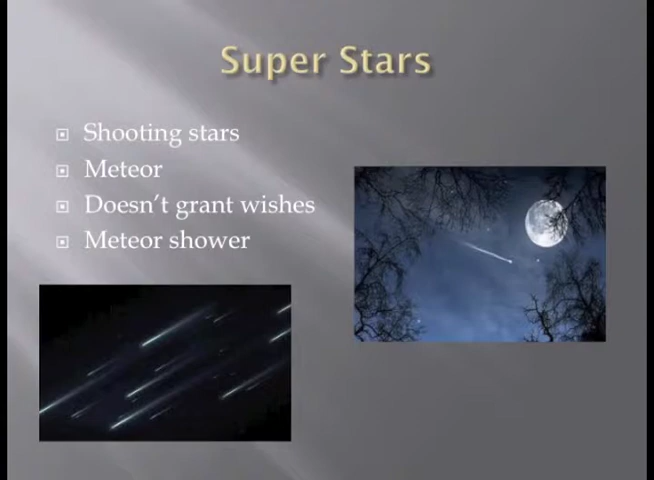 Super Stars
Shooting stars
Meteor
Doesn't grant wishes
Meteor shower